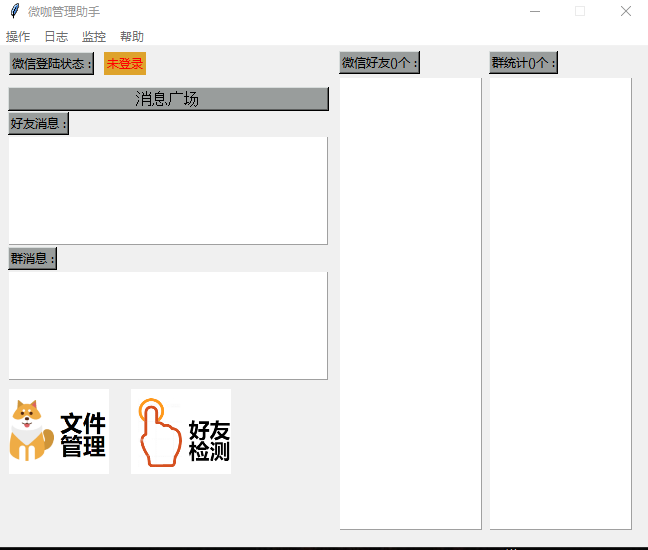 微咖管理助手
操作 日志 监控 帮助
微信登陆状态 : 未登录
消息广场
好友消息 :
群消息 :
文件
管理
好友
检测
微信好友()个 :
群统计()个 :